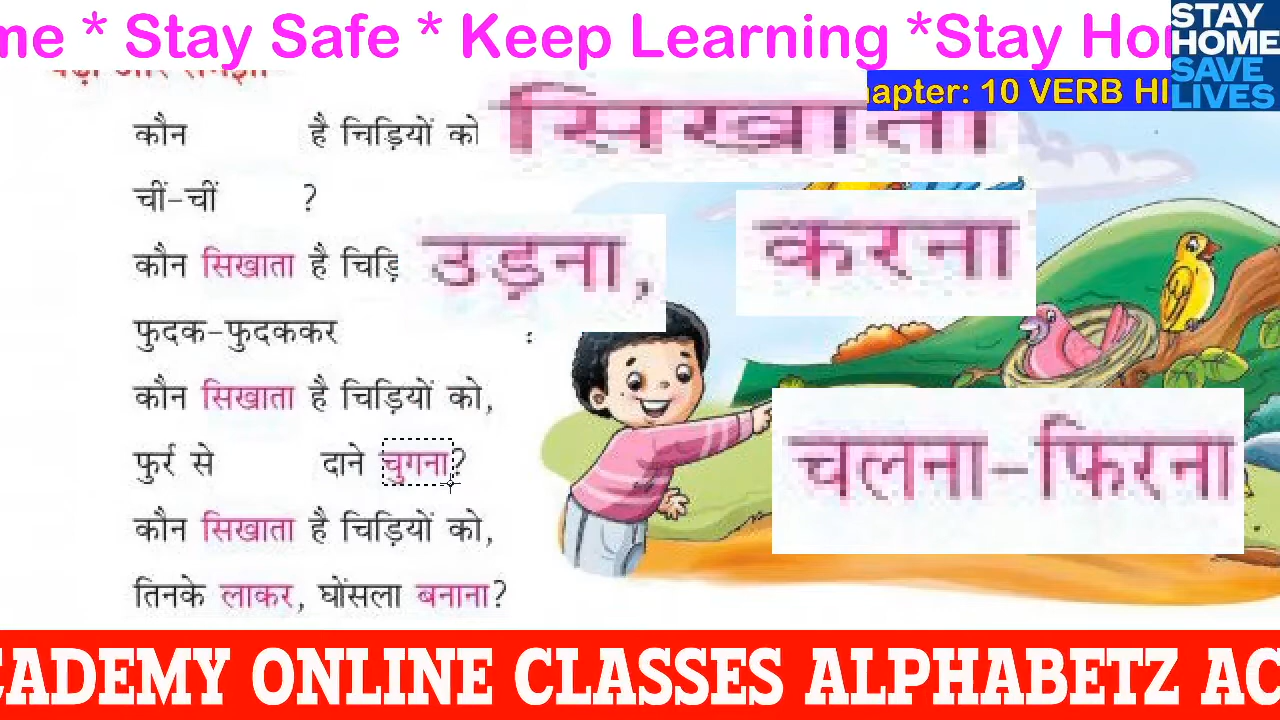 me * Stay Safe * Keep Learning *Stay Ho
STAY
HOME
SAVE
LIVES
apter: 10 VERB HI
कौन है चिड़ियों को
सिखाता
चीं-चीं ?
कौन सिखाता है चिड़ि
उड़ना,
करना
फुदक-फुदककर
कौन सिखाता है चिड़ियों को,
फुर्र से दाने चुगना?
चलना-फिरना
कौन सिखाता है चिड़ियों को,
तिनके लाकर, घोंसला बनाना?
CADEMY ONLINE CLASSES ALPHABETZ AC